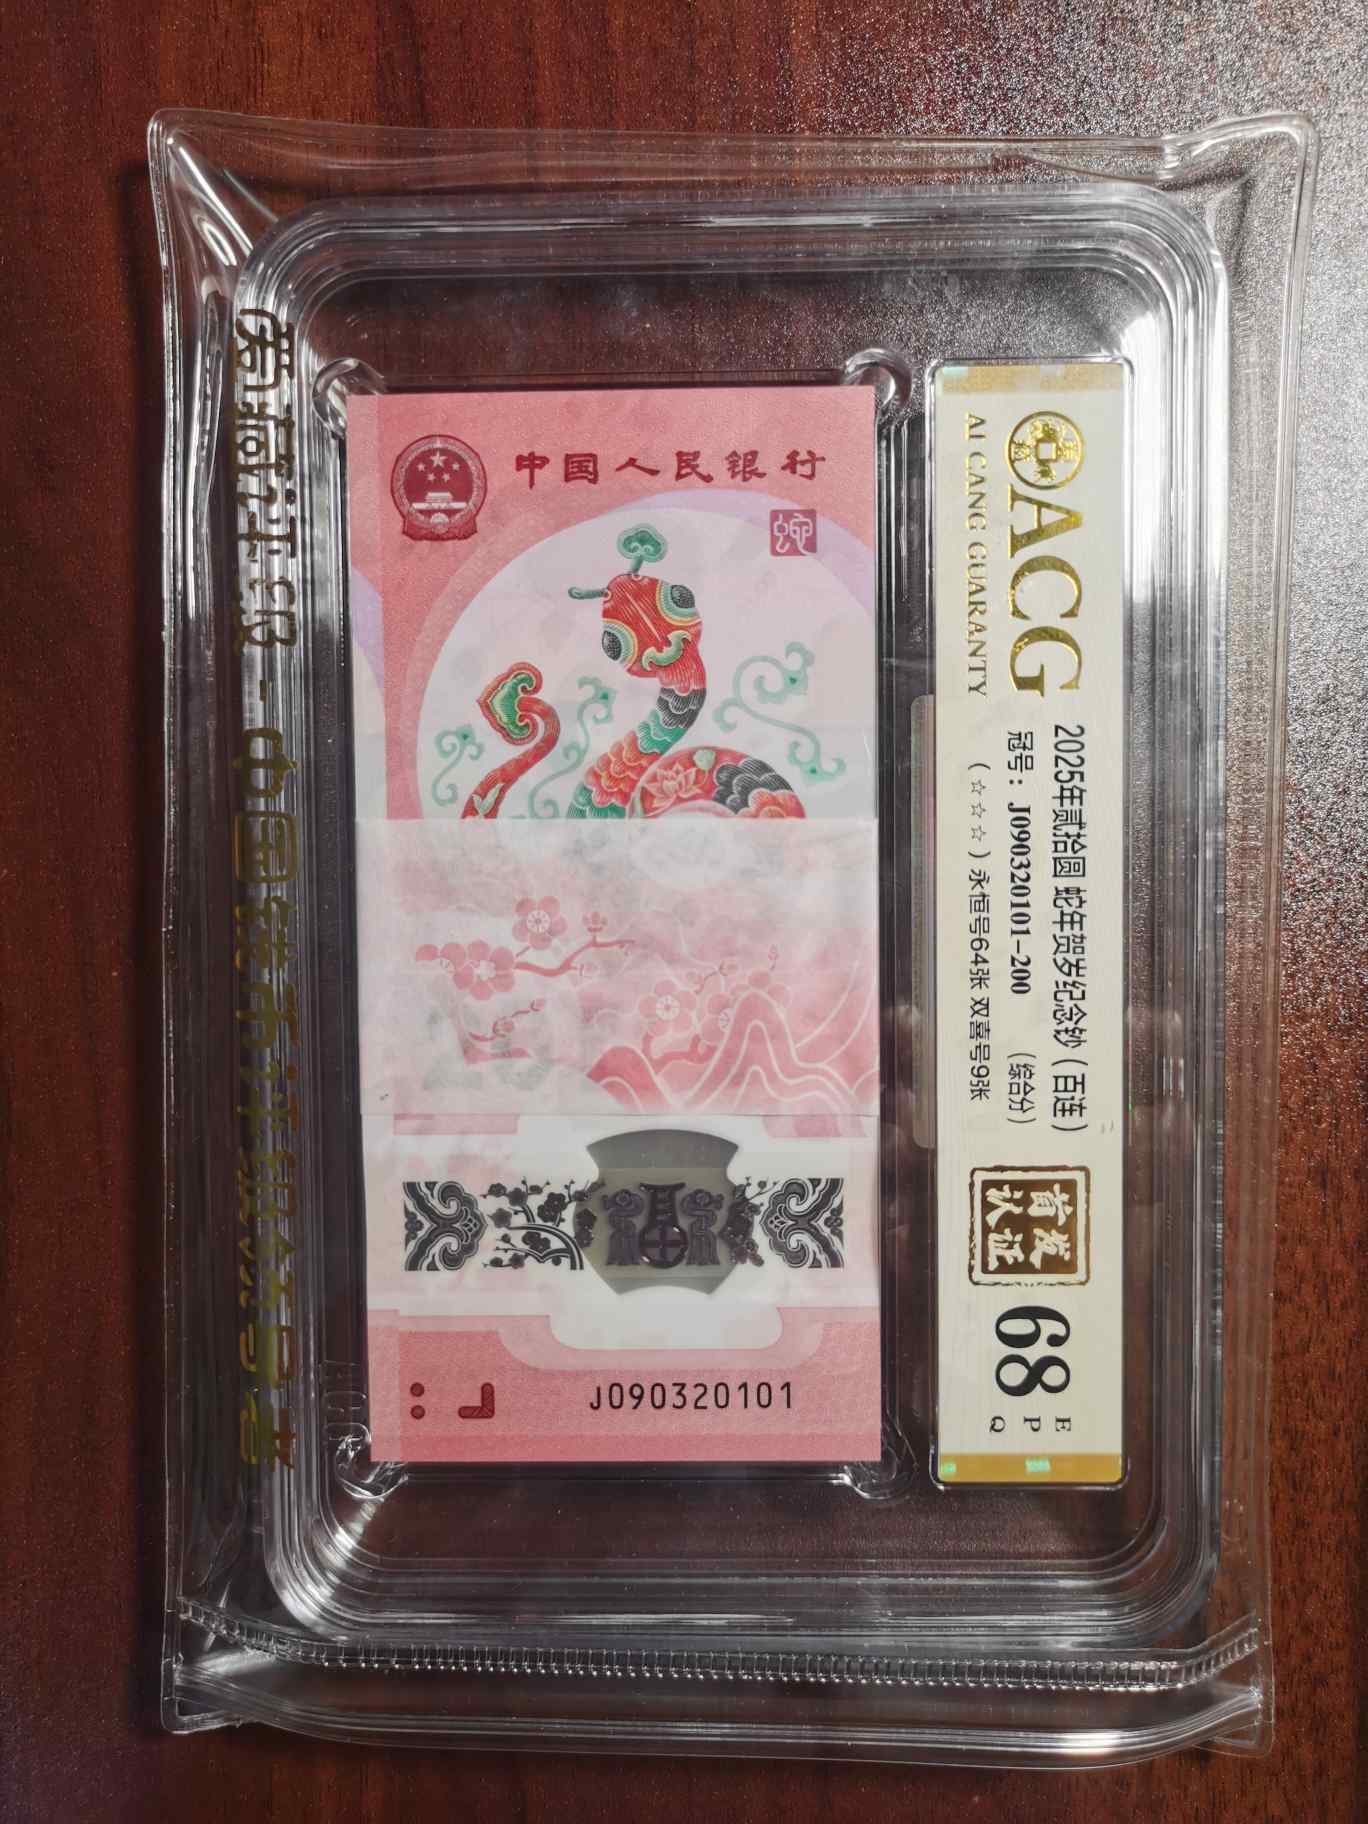 中国人民银行
J090320101
ACG
AI CANG GUARANTY
2025年贰拾圆 蛇年贺岁纪念钞（百连）
冠号：J090320101-200 （综合分）
（☆☆☆）永恒号64张 双喜号9张
首发
认证
68
E
P
Q
爱藏评级-中国钱币评级领导者